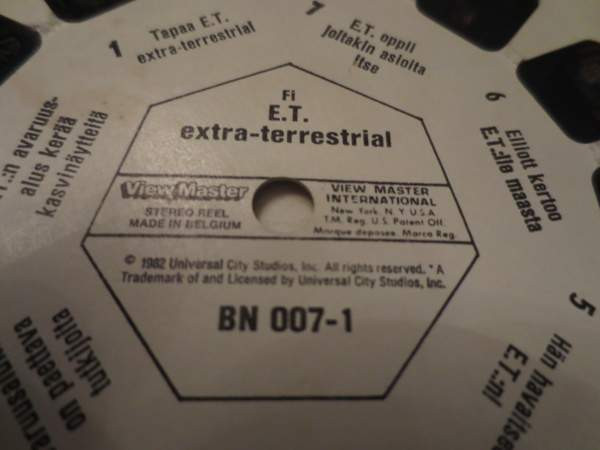 Fi
E.T.
extra-terrestrial
View-Master
STEREO REEL
MADE IN BELGIUM
VIEW MASTER
INTERNATIONAL
New York. N.Y. U.S.A.
T.M. Reg. U.S. Patent Off.
Marque deposee. Marca Reg.
© 1982 Universal City Studios, Inc. All rights reserved. *A
Trademark of and Licensed by Universal City Studios, Inc.
BN 007-1
1 Tapaa E.T.
extra-terrestrial
7 E.T. oppii
joitakin asioita
itse
6 Elliott kertoo
E.T.:lle maasta
5 Hän havaitsee
E.T.:n
avaruus-
alus kerää
kasvinäytteitä
on paettava
tutkijoita